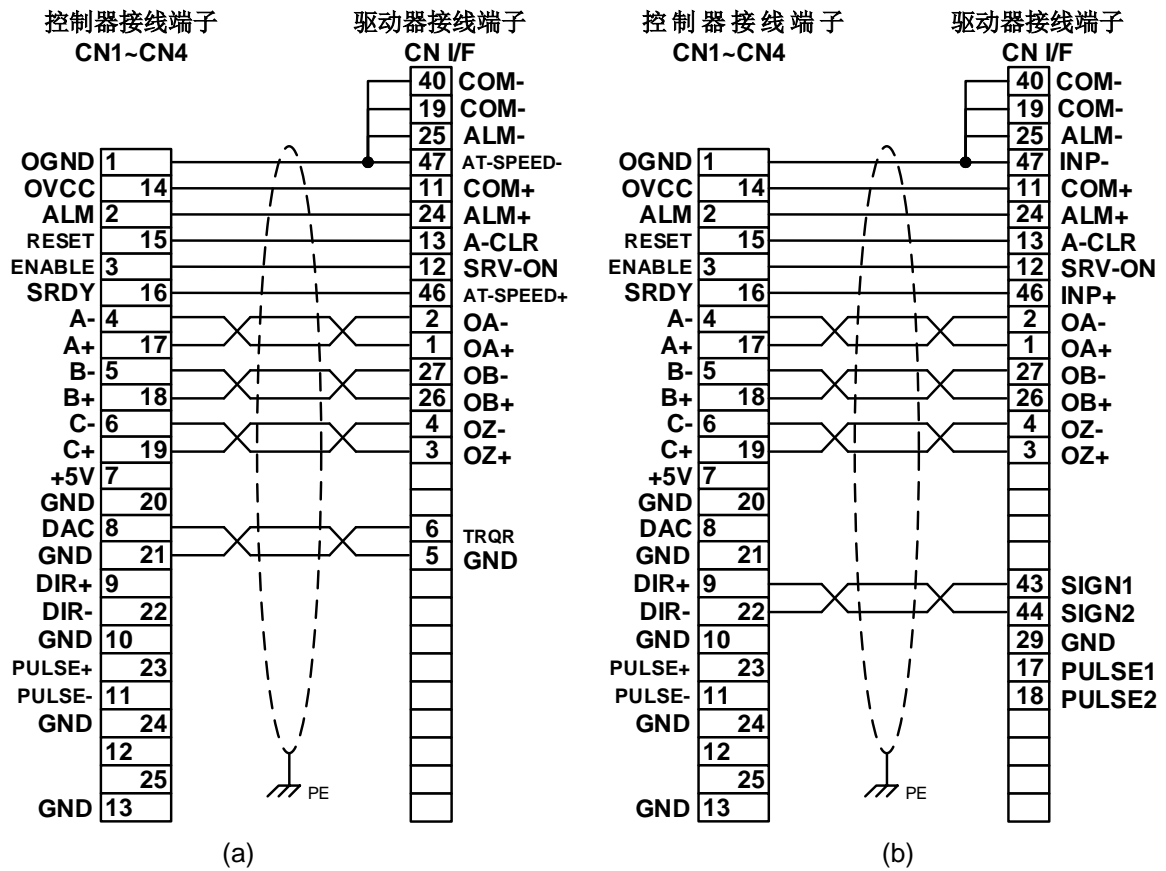 控制器接线端子
CN1~CN4
驱动器接线端子
CN I/F
40 COM-
19 COM-
25 ALM-
OGND 1 47 AT-SPEED-
OVCC 14 11 COM+
ALM 2 24 ALM+
RESET 15 13 A-CLR
ENABLE 3 12 SRV-ON
SRDY 16 46 AT-SPEED+
A- 4 2 OA-
A+ 17 1 OA+
B- 5 27 OB-
B+ 18 26 OB+
C- 6 4 OZ-
C+ 19 3 OZ+
+5V 7
GND 20
DAC 8 6 TRQR
GND 21 5 GND
DIR+ 9
DIR- 22
GND 10
PULSE+ 23
PULSE- 11
GND 24
12
25
GND 13
PE
(a)
控制器接线端子
CN1~CN4
驱动器接线端子
CN I/F
40 COM-
19 COM-
25 ALM-
OGND 1 47 INP-
OVCC 14 11 COM+
ALM 2 24 ALM+
RESET 15 13 A-CLR
ENABLE 3 12 SRV-ON
SRDY 16 46 INP+
A- 4 2 OA-
A+ 17 1 OA+
B- 5 27 OB-
B+ 18 26 OB+
C- 6 4 OZ-
C+ 19 3 OZ+
+5V 7
GND 20
DAC 8
GND 21
DIR+ 9 43 SIGN1
DIR- 22 44 SIGN2
GND 10 29 GND
PULSE+ 23 17 PULSE1
PULSE- 11 18 PULSE2
GND 24
12
25
GND 13
PE
(b)